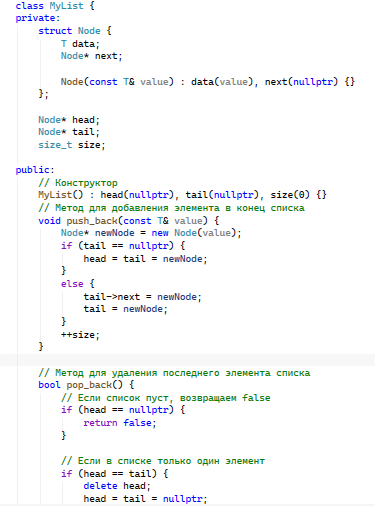 class MyList {
private:
    struct Node {
        T data;
        Node* next;

        Node(const T& value) : data(value), next(nullptr) {}
    };

    Node* head;
    Node* tail;
    size_t size;

public:
    // Конструктор
    MyList() : head(nullptr), tail(nullptr), size(0) {}
    // Метод для добавления элемента в конец списка
    void push_back(const T& value) {
        Node* newNode = new Node(value);
        if (tail == nullptr) {
            head = tail = newNode;
        }
        else {
            tail->next = newNode;
            tail = newNode;
        }
        ++size;
    }

    // Метод для удаления последнего элемента списка
    bool pop_back() {
        // Если список пуст, возвращаем false
        if (head == nullptr) {
            return false;
        }

        // Если в списке только один элемент
        if (head == tail) {
            delete head;
            head = tail = nullptr;